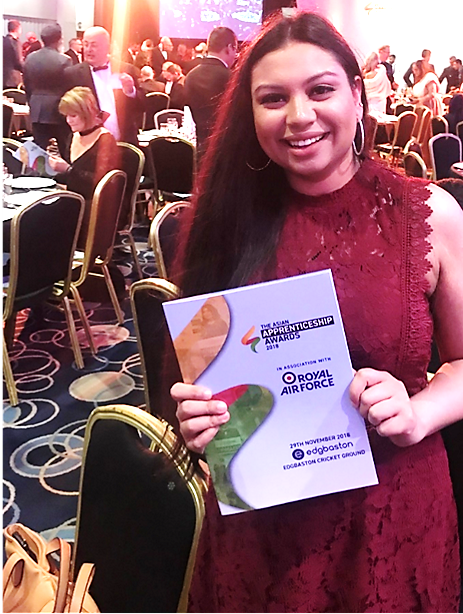 THE ASIAN
APPRENTICESHIP
AWARDS
2018
IN ASSOCIATION WITH
ROYAL
AIR FORCE
29TH NOVEMBER 2018
edgbaston
EDGBASTON CRICKET GROUND